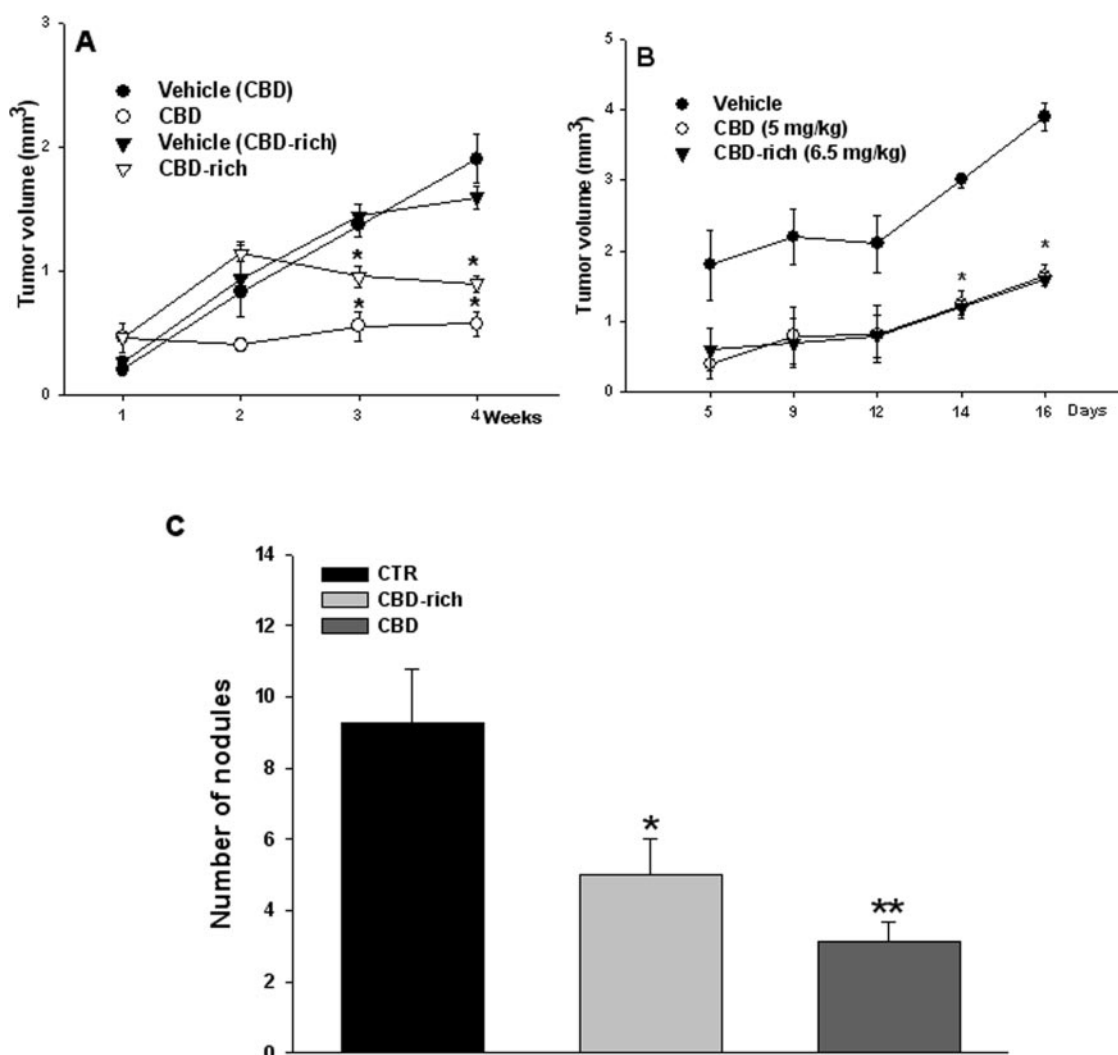 A
Tumor volume (mm³)
3
2
1
0
Vehicle (CBD)
CBD
Vehicle (CBD-rich)
CBD-rich
*
*
*
*
1 2 3 4 Weeks
B
Tumor volume (mm³)
5
4
3
2
1
0
Vehicle
CBD (5 mg/kg)
CBD-rich (6.5 mg/kg)
*
*
5 9 12 14 16 Days
C
Number of nodules
14
12
10
8
6
4
2
0
CTR
CBD-rich
CBD
*
**